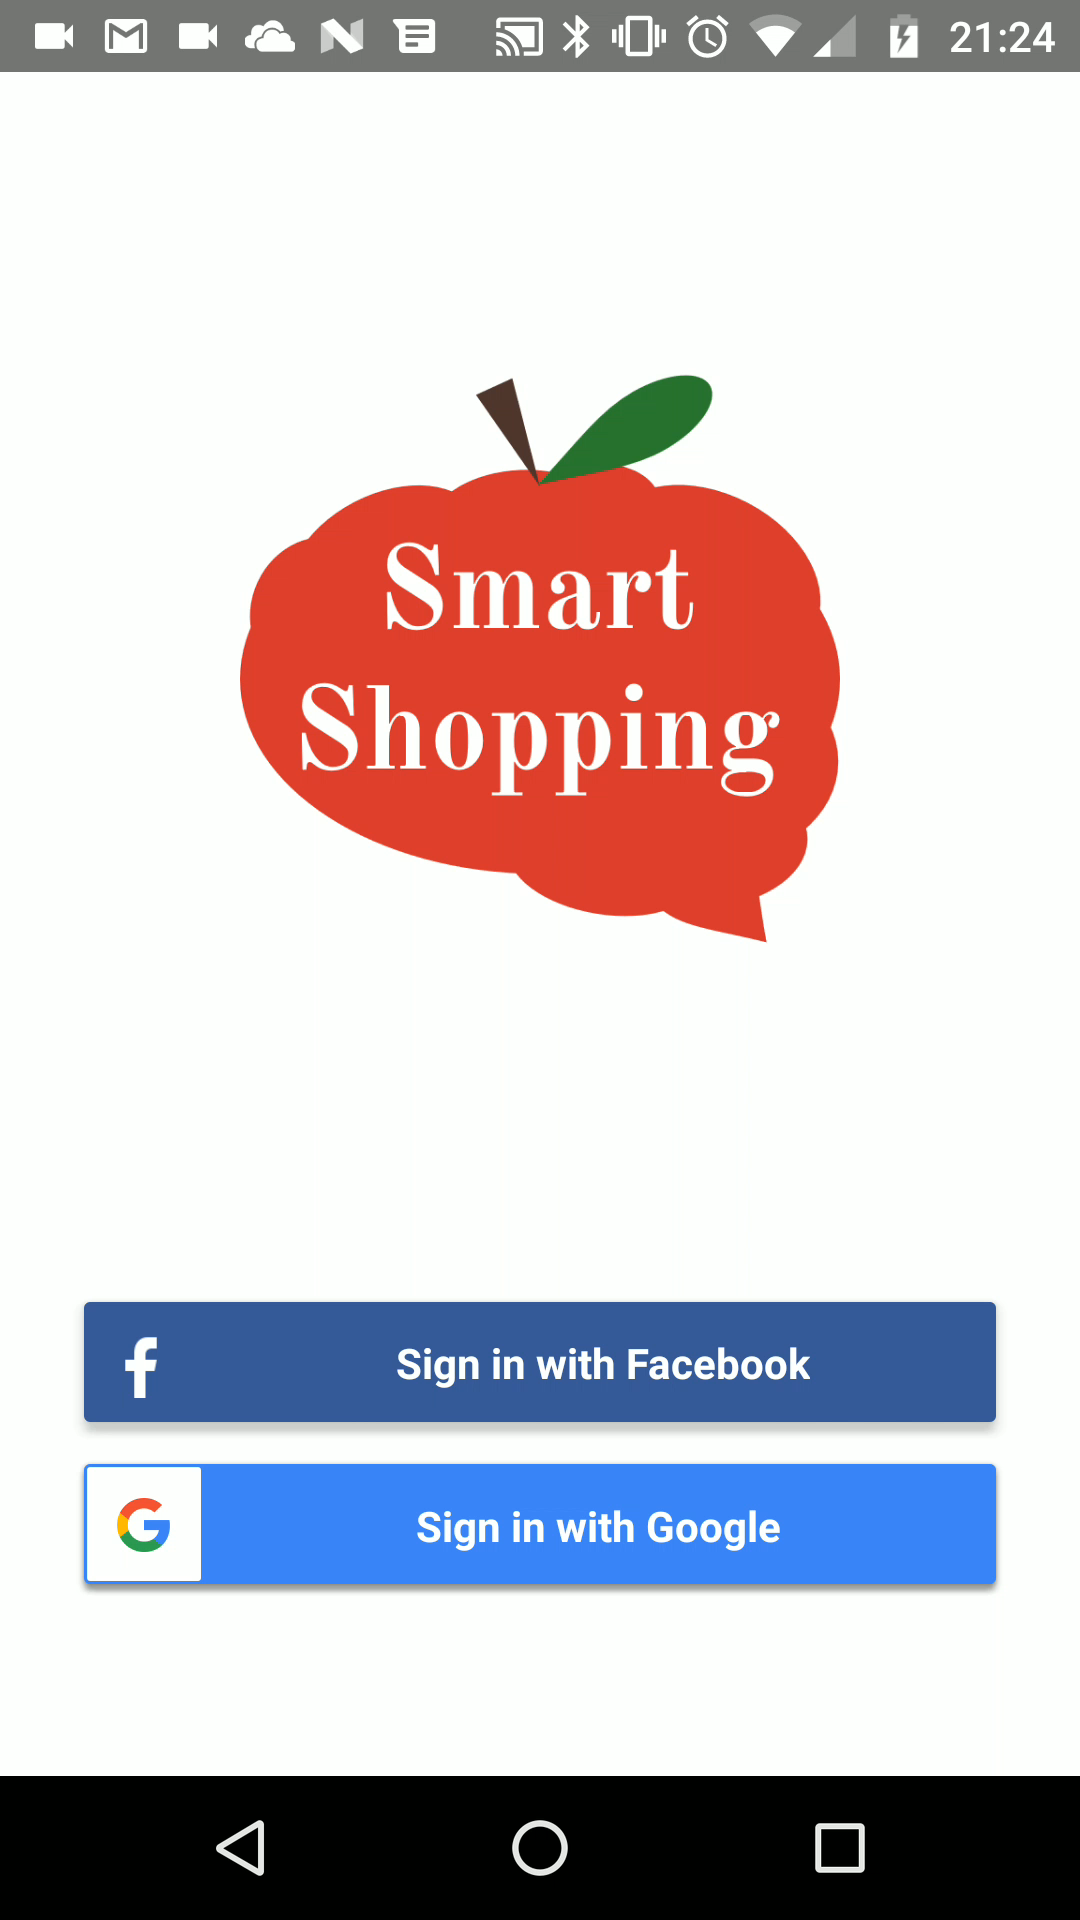 21:24
Smart
Shopping
Sign in with Facebook
Sign in with Google